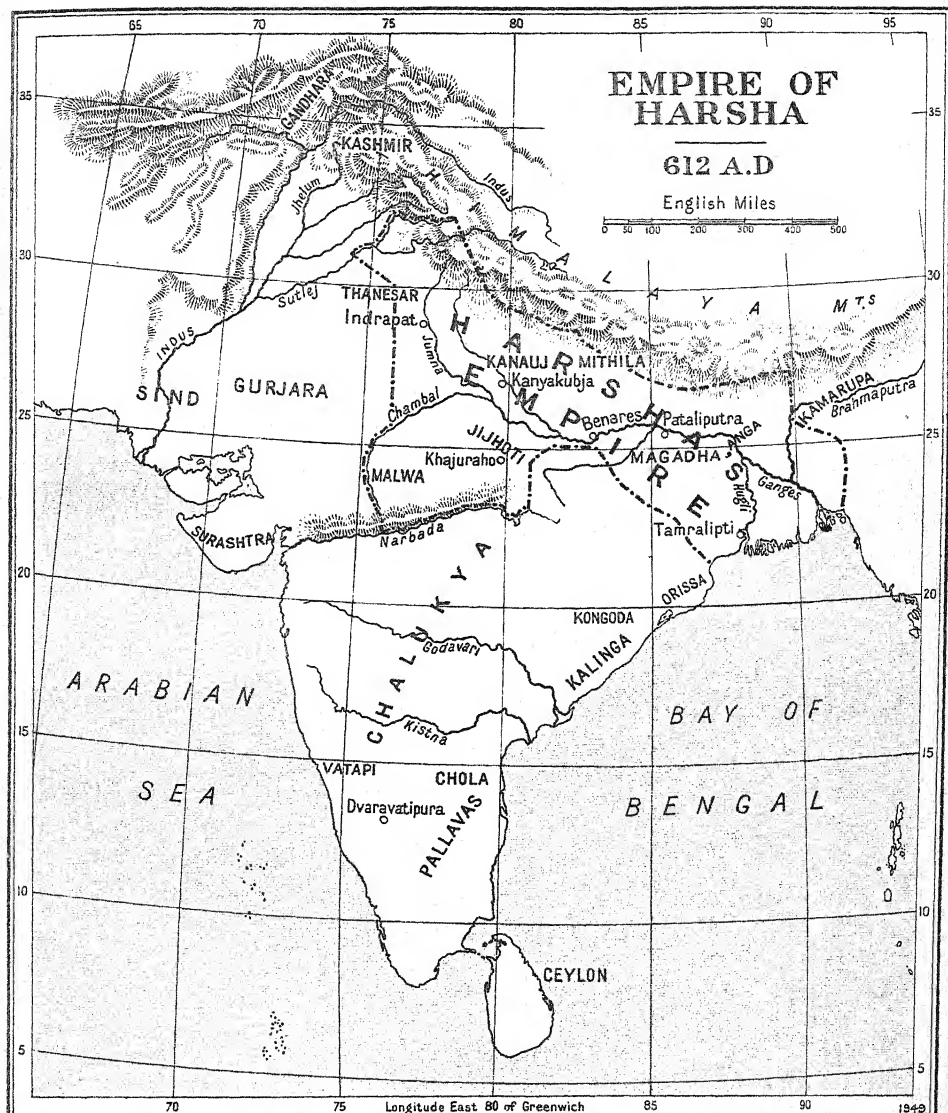 65 70 75 80 85 90 95
EMPIRE OF
HARSHA
612 A.D
English Miles
0 50 100 200 300 400 500
35 35
GANDHARA
KASHMIR
Jhelum
Indus
HIMALAYA MTS
30 30
Sutlej
THANESAR
Indrapat
INDUS
Jumna
HARSHA
EMPIRE
KANAUJ MITHILA
Kanyakubja
SIND
GURJARA
KAMARUPA
Brahmaputra
25 25
Chambal
Benares Pataliputra
JIJHOTI
ANGA
MAGADHA
Khajuraho
MALWA
Ganges
Hugli
Tamralipti
SURASHTRA
Narbada
20 20
ORISSA
KONGODA
CHALUKYA
Godavari
KALINGA
ARABIAN
SEA
BAY OF
BENGAL
15 15
Kistna
VATAPI
CHOLA
Dvaravatipura
PALLAVAS
10 10
CEYLON
5 5
70 75 Longitude East 80 of Greenwich 85 90 1949